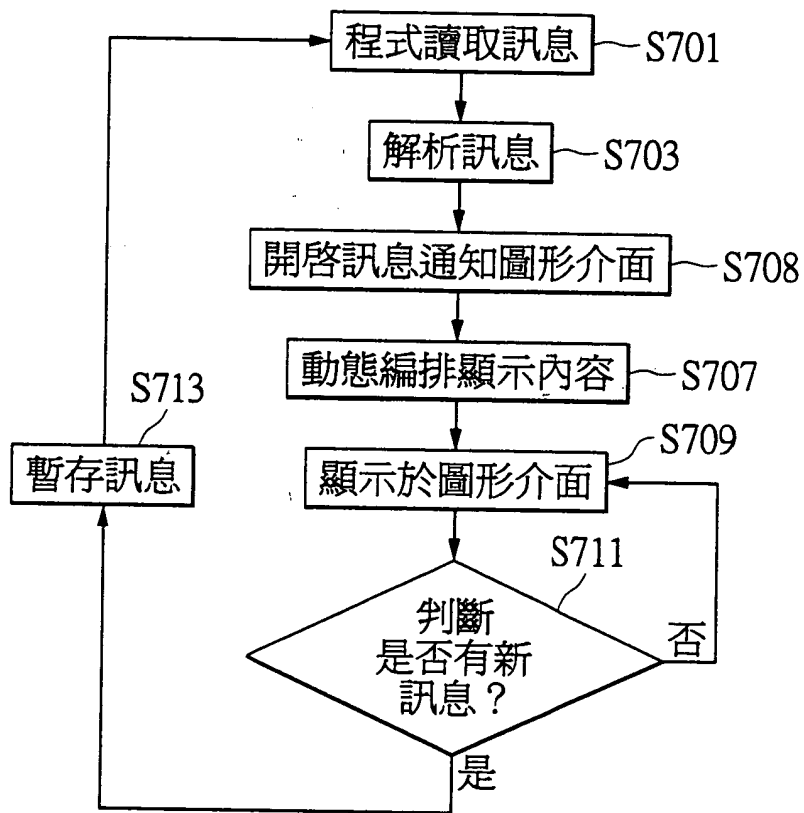 程式讀取訊息
S701
解析訊息
S703
開啓訊息通知圖形介面
S708
動態編排顯示內容
S707
S713
暫存訊息
S709
顯示於圖形介面
S711
判斷
是否有新
訊息？
否
是